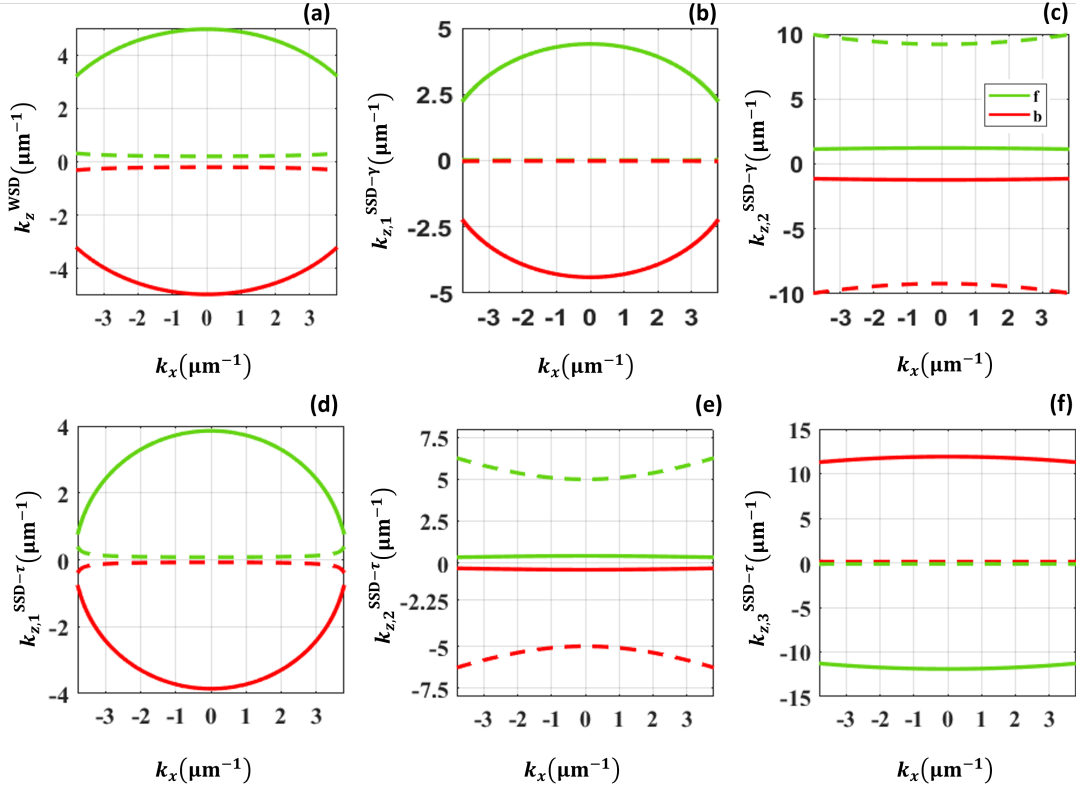 (a)
4
2
0
-2
-4
k_z^WSD (µm⁻¹)
-3 -2 -1 0 1 2 3
k_x(µm⁻¹)
(b)
5
2.5
0
-2.5
-5
k_z,1^SSD−γ (µm⁻¹)
-3 -2 -1 0 1 2 3
k_x(µm⁻¹)
(c)
10
5
0
-5
-10
k_z,2^SSD−γ (µm⁻¹)
f
b
-3 -2 -1 0 1 2 3
k_x(µm⁻¹)
(d)
4
2
0
-2
-4
k_z,1^SSD−τ (µm⁻¹)
-3 -2 -1 0 1 2 3
k_x(µm⁻¹)
(e)
7.5
5
2.5
0
-2.25
-5
-7.5
k_z,2^SSD−τ (µm⁻¹)
-3 -2 -1 0 1 2 3
k_x(µm⁻¹)
(f)
15
10
5
0
-5
-10
-15
k_z,3^SSD−τ (µm⁻¹)
-3 -2 -1 0 1 2 3
k_x(µm⁻¹)